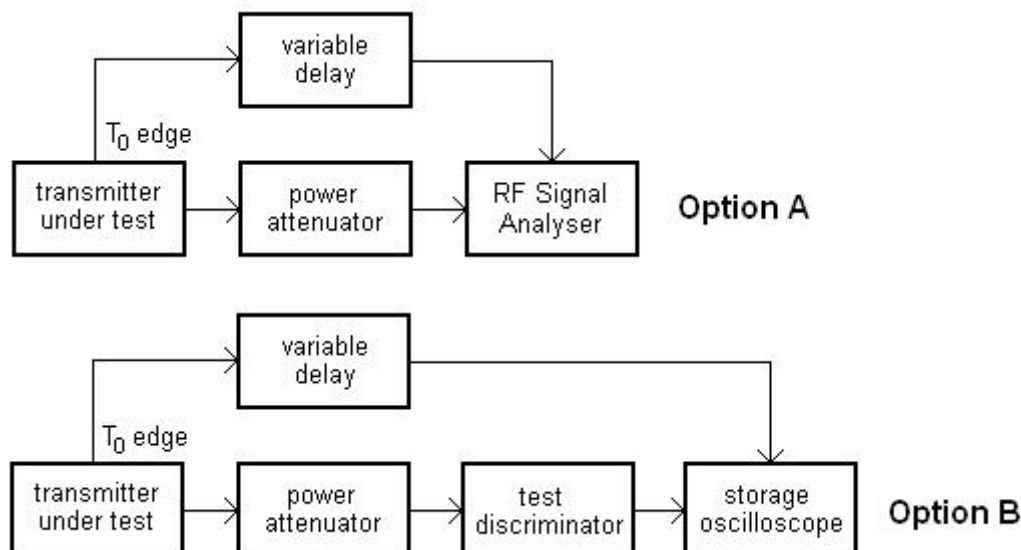 variable
delay
T0 edge
transmitter
under test
power
attenuator
RF Signal
Analyser
Option A
variable
delay
T0 edge
transmitter
under test
power
attenuator
test
discriminator
storage
oscilloscope
Option B